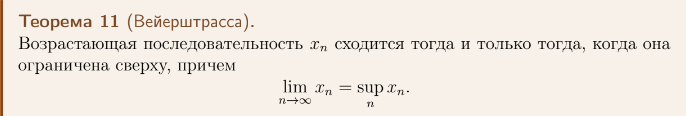 Теорема 11 (Вейерштрасса).
Возрастающая последовательность xₙ сходится тогда и только тогда, когда она
ограничена сверху, причем
lim xₙ = sup xₙ.
n→∞ n